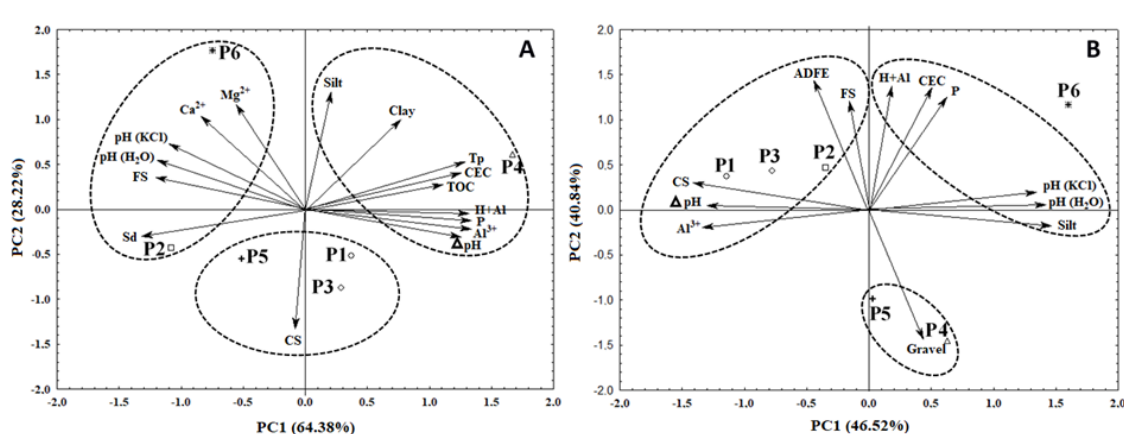 A
PC2 (28.22%)
2.0
1.5
1.0
0.5
0.0
-0.5
-1.0
-1.5
-2.0
P6
Mg2+
Ca2+
pH (KCl)
pH (H2O)
FS
Sd
P2
Silt
Clay
Tp
P4
CEC
TOC
H+Al
P
Al3+
ΔpH
P5
P1
P3
CS
-2.0 -1.5 -1.0 -0.5 0.0 0.5 1.0 1.5 2.0
PC1 (64.38%)
B
PC2 (40.84%)
2.0
1.5
1.0
0.5
0.0
-0.5
-1.0
-1.5
-2.0
ADFE
FS
H+Al
CEC
P
P6
P1
P3
P2
CS
ΔpH
Al3+
pH (KCl)
pH (H2O)
Silt
P5
P4
Gravel
-2.0 -1.5 -1.0 -0.5 0.0 0.5 1.0 1.5 2.0
PC1 (46.52%)